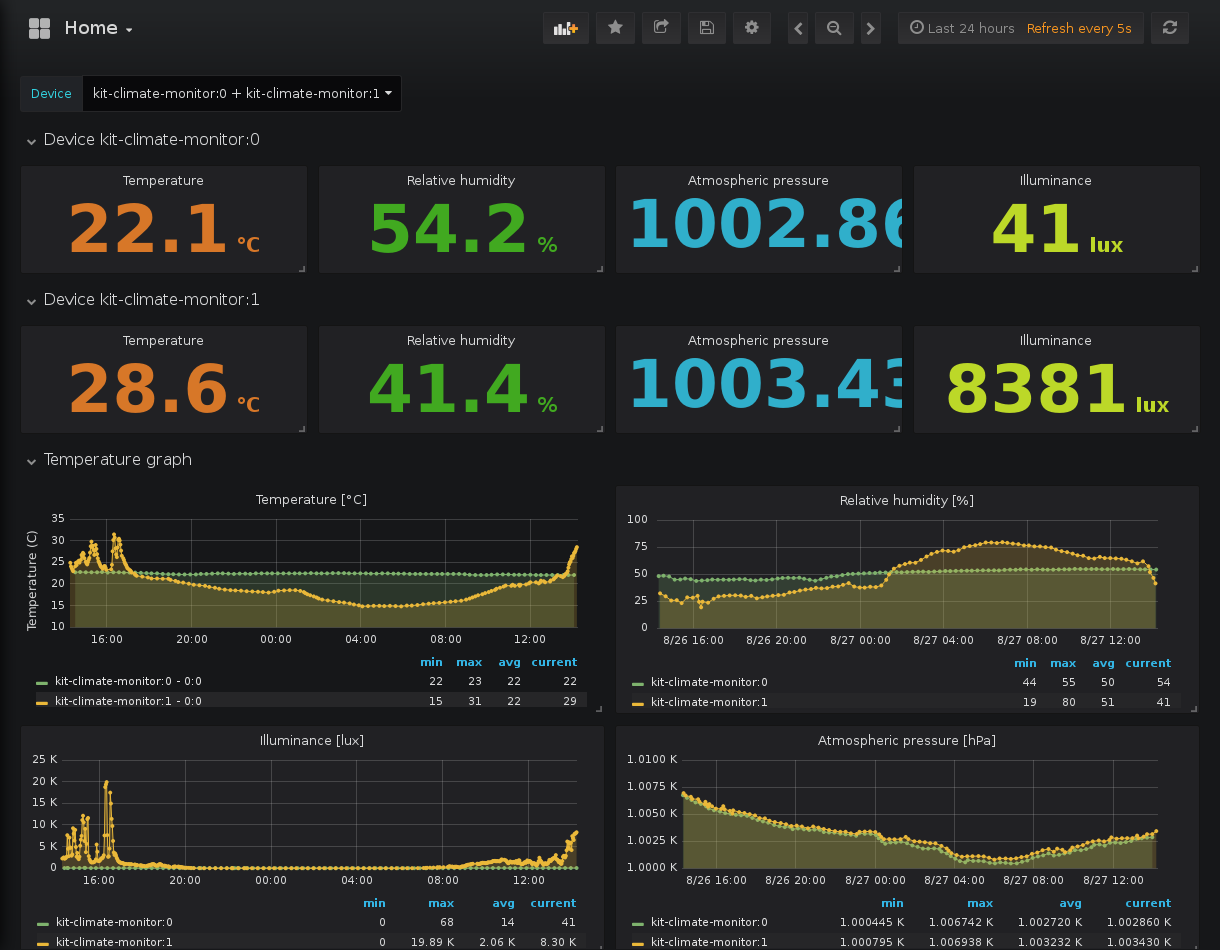 Home
Last 24 hours Refresh every 5s
Device kit-climate-monitor:0 + kit-climate-monitor:1
Device kit-climate-monitor:0
Temperature Relative humidity Atmospheric pressure Illuminance
22.1 °C 54.2 % 1002.86 41 lux
Device kit-climate-monitor:1
Temperature Relative humidity Atmospheric pressure Illuminance
28.6 °C 41.4 % 1003.43 8381 lux
Temperature graph
Temperature [°C]
Temperature (C)
35
30
25
20
15
10
16:00 20:00 00:00 04:00 08:00 12:00
min max avg current
kit-climate-monitor:0 - 0:0 22 23 22 22
kit-climate-monitor:1 - 0:0 15 31 22 29
Relative humidity [%]
100
75
50
25
0
8/26 16:00 8/26 20:00 8/27 00:00 8/27 04:00 8/27 08:00 8/27 12:00
min max avg current
kit-climate-monitor:0 44 55 50 54
kit-climate-monitor:1 19 80 51 41
Illuminance [lux]
25 K
20 K
15 K
10 K
5 K
0
16:00 20:00 00:00 04:00 08:00 12:00
min max avg current
kit-climate-monitor:0 0 68 14 41
kit-climate-monitor:1 0 19.89 K 2.06 K 8.30 K
Atmospheric pressure [hPa]
1.0100 K
1.0075 K
1.0050 K
1.0025 K
1.0000 K
8/26 16:00 8/26 20:00 8/27 00:00 8/27 04:00 8/27 08:00 8/27 12:00
min max avg current
kit-climate-monitor:0 1.000445 K 1.006742 K 1.002720 K 1.002860 K
kit-climate-monitor:1 1.000795 K 1.006938 K 1.003232 K 1.003430 K